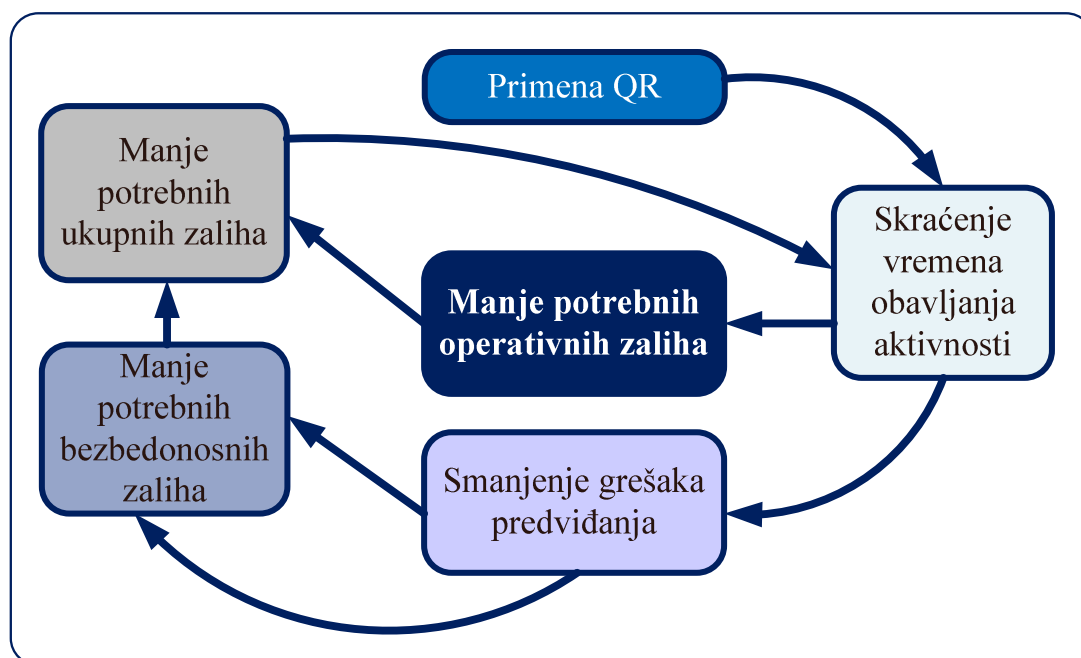 Primena QR
Manje
potrebnih
ukupnih zaliha
Skraćenje
vremena
obavljanja
aktivnosti
Manje potrebnih
operativnih zaliha
Manje
potrebnih
bezbedonosnih
zaliha
Smanjenje grešaka
predviđanja